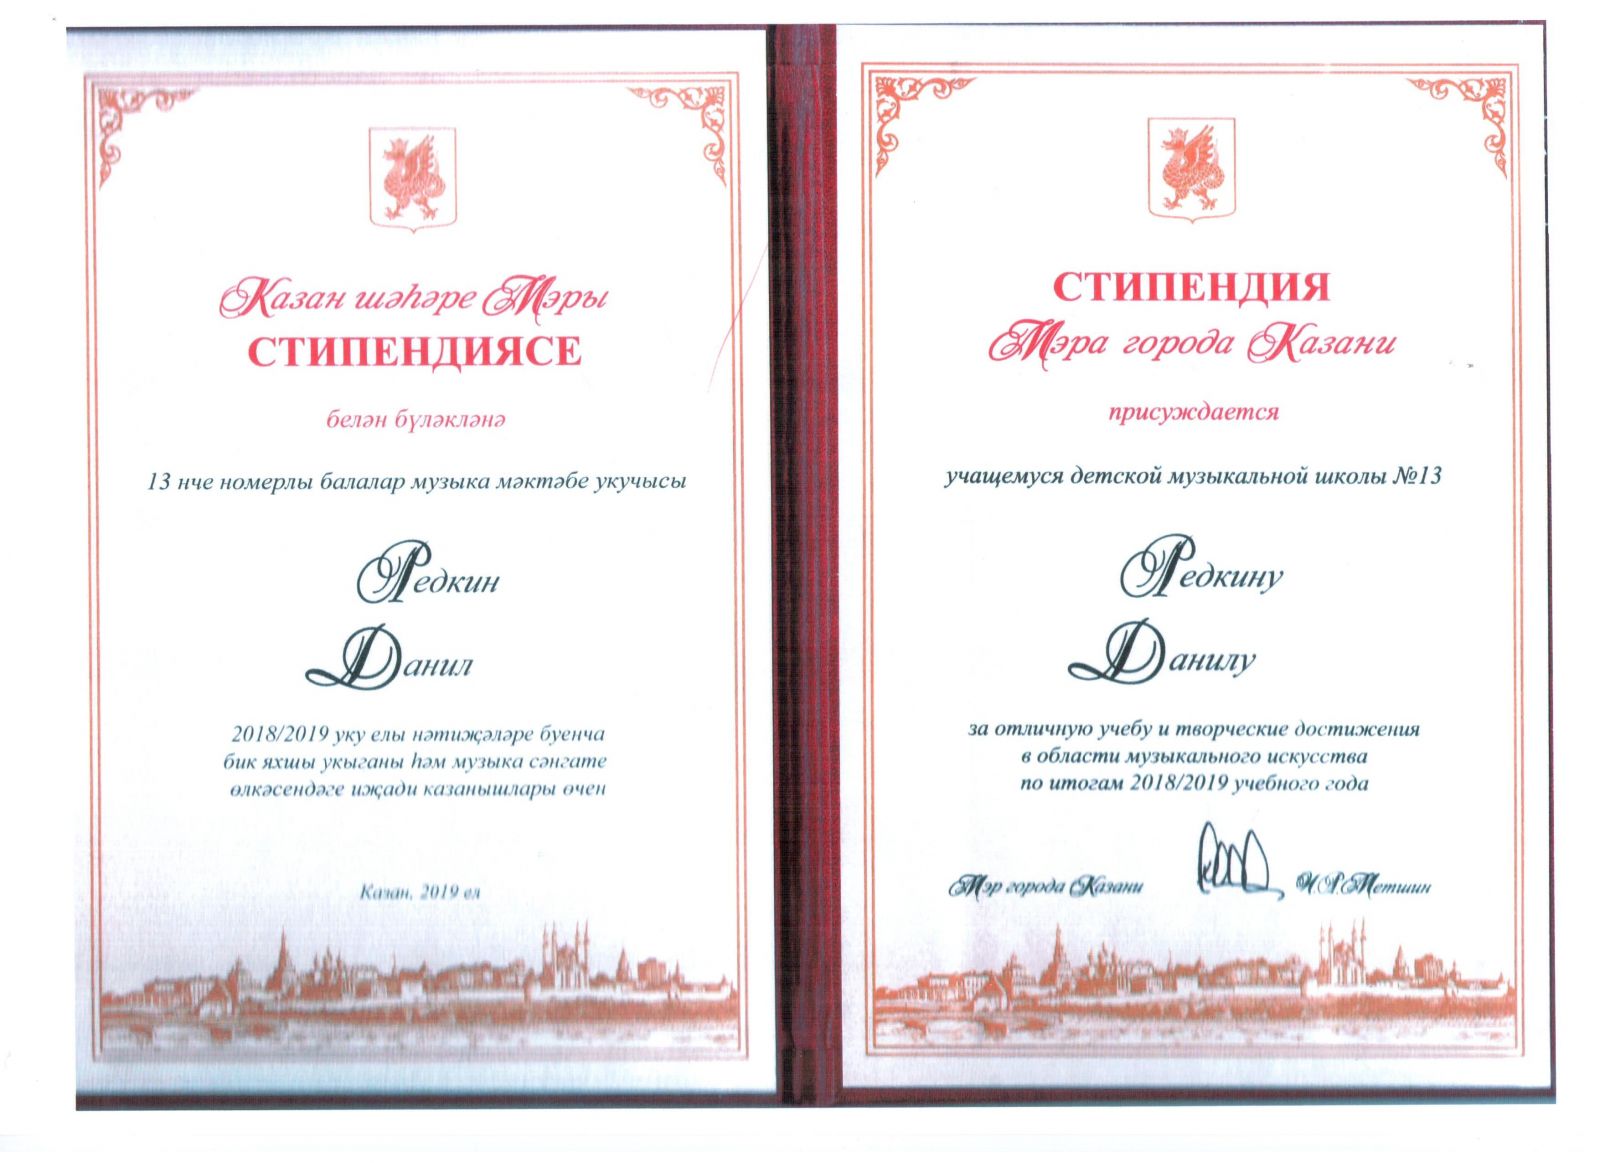 Казан шәһәре Мэры
СТИПЕНДИЯСЕ
белән бүләкләнә
13 нче номерлы балалар музыка мәктәбе укучысы
Редкин
Данил
2018/2019 уку елы нәтиҗәләре буенча
бик яхшы укыганы һәм музыка сәнгате
өлкәсендәге иҗади казанышлары өчен
Казан, 2019 ел
СТИПЕНДИЯ
Мэра города Казани
присуждается
учащемуся детской музыкальной школы №13
Редкину
Данилу
за отличную учебу и творческие достижения
в области музыкального искусства
по итогам 2018/2019 учебного года
Мэр города Казани И.Р.Метшин